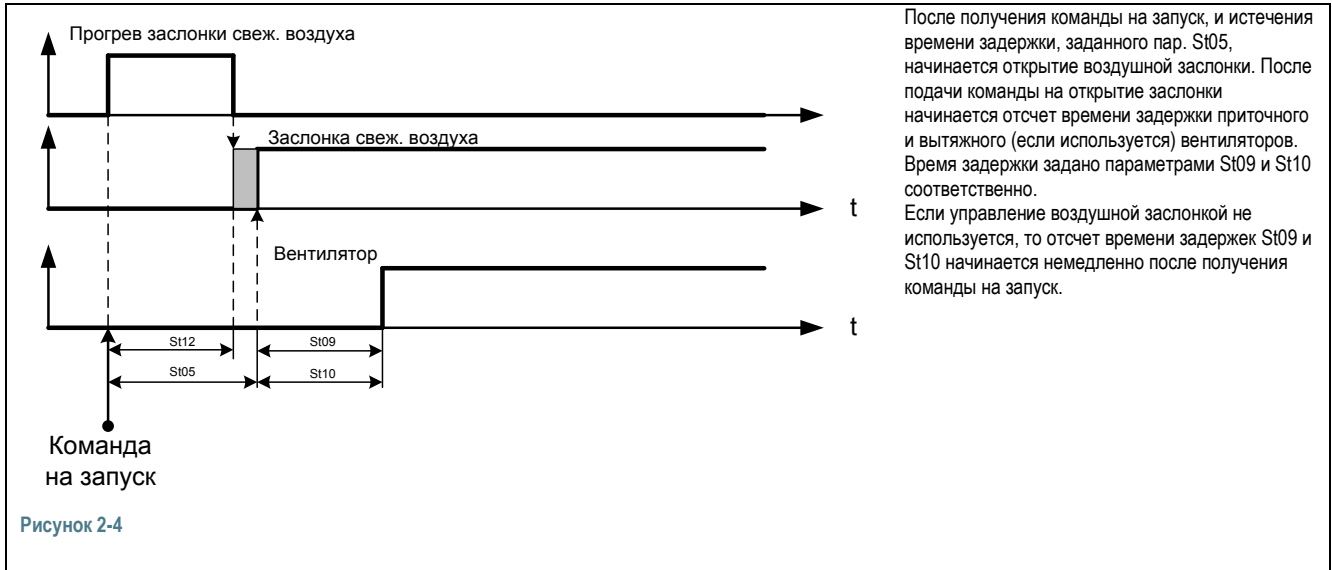 Прогрев заслонки свеж. воздуха
Заслонка свеж. воздуха
t
Вентилятор
t
St12
St09
St05
St10
Команда
на запуск
Рисунок 2-4
После получения команды на запуск, и истечения
времени задержки, заданного пар. St05,
начинается открытие воздушной заслонки. После
подачи команды на открытие заслонки
начинается отсчет времени задержки приточного
и вытяжного (если используется) вентиляторов.
Время задержки задано параметрами St09 и St10
соответственно.
Если управление воздушной заслонкой не
используется, то отсчет времени задержек St09 и
St10 начинается немедленно после получения
команды на запуск.